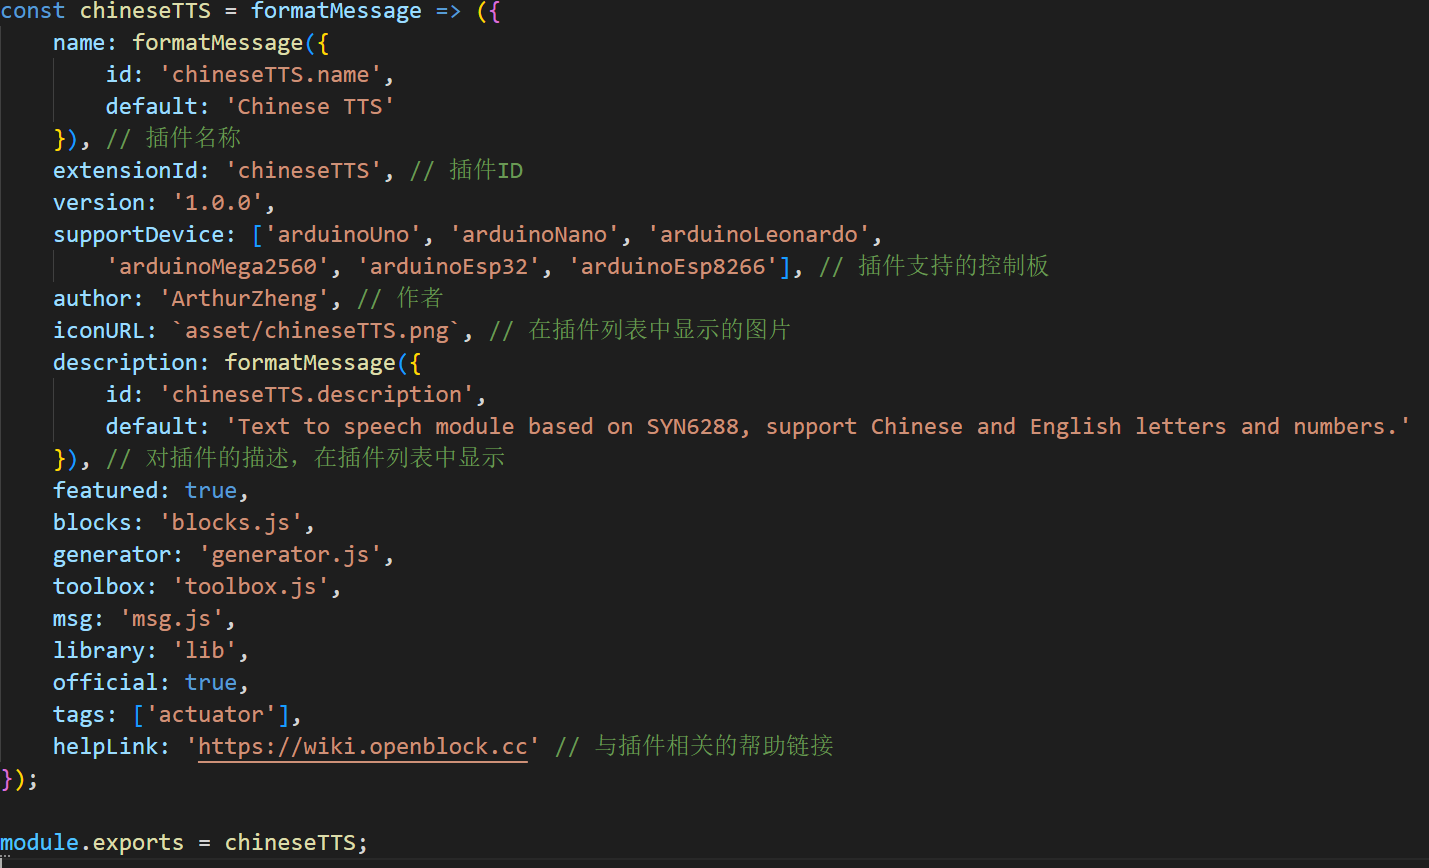 const chineseTTS = formatMessage => ({
    name: formatMessage({
        id: 'chineseTTS.name',
        default: 'Chinese TTS'
    }), // 插件名称
    extensionId: 'chineseTTS', // 插件ID
    version: '1.0.0',
    supportDevice: ['arduinoUno', 'arduinoNano', 'arduinoLeonardo',
        'arduinoMega2560', 'arduinoEsp32', 'arduinoEsp8266'], // 插件支持的控制板
    author: 'ArthurZheng', // 作者
    iconURL: `asset/chineseTTS.png`, // 在插件列表中显示的图片
    description: formatMessage({
        id: 'chineseTTS.description',
        default: 'Text to speech module based on SYN6288, support Chinese and English letters and numbers.'
    }), // 对插件的描述，在插件列表中显示
    featured: true,
    blocks: 'blocks.js',
    generator: 'generator.js',
    toolbox: 'toolbox.js',
    msg: 'msg.js',
    library: 'lib',
    official: true,
    tags: ['actuator'],
    helpLink: 'https://wiki.openblock.cc' // 与插件相关的帮助链接
});
module.exports = chineseTTS;